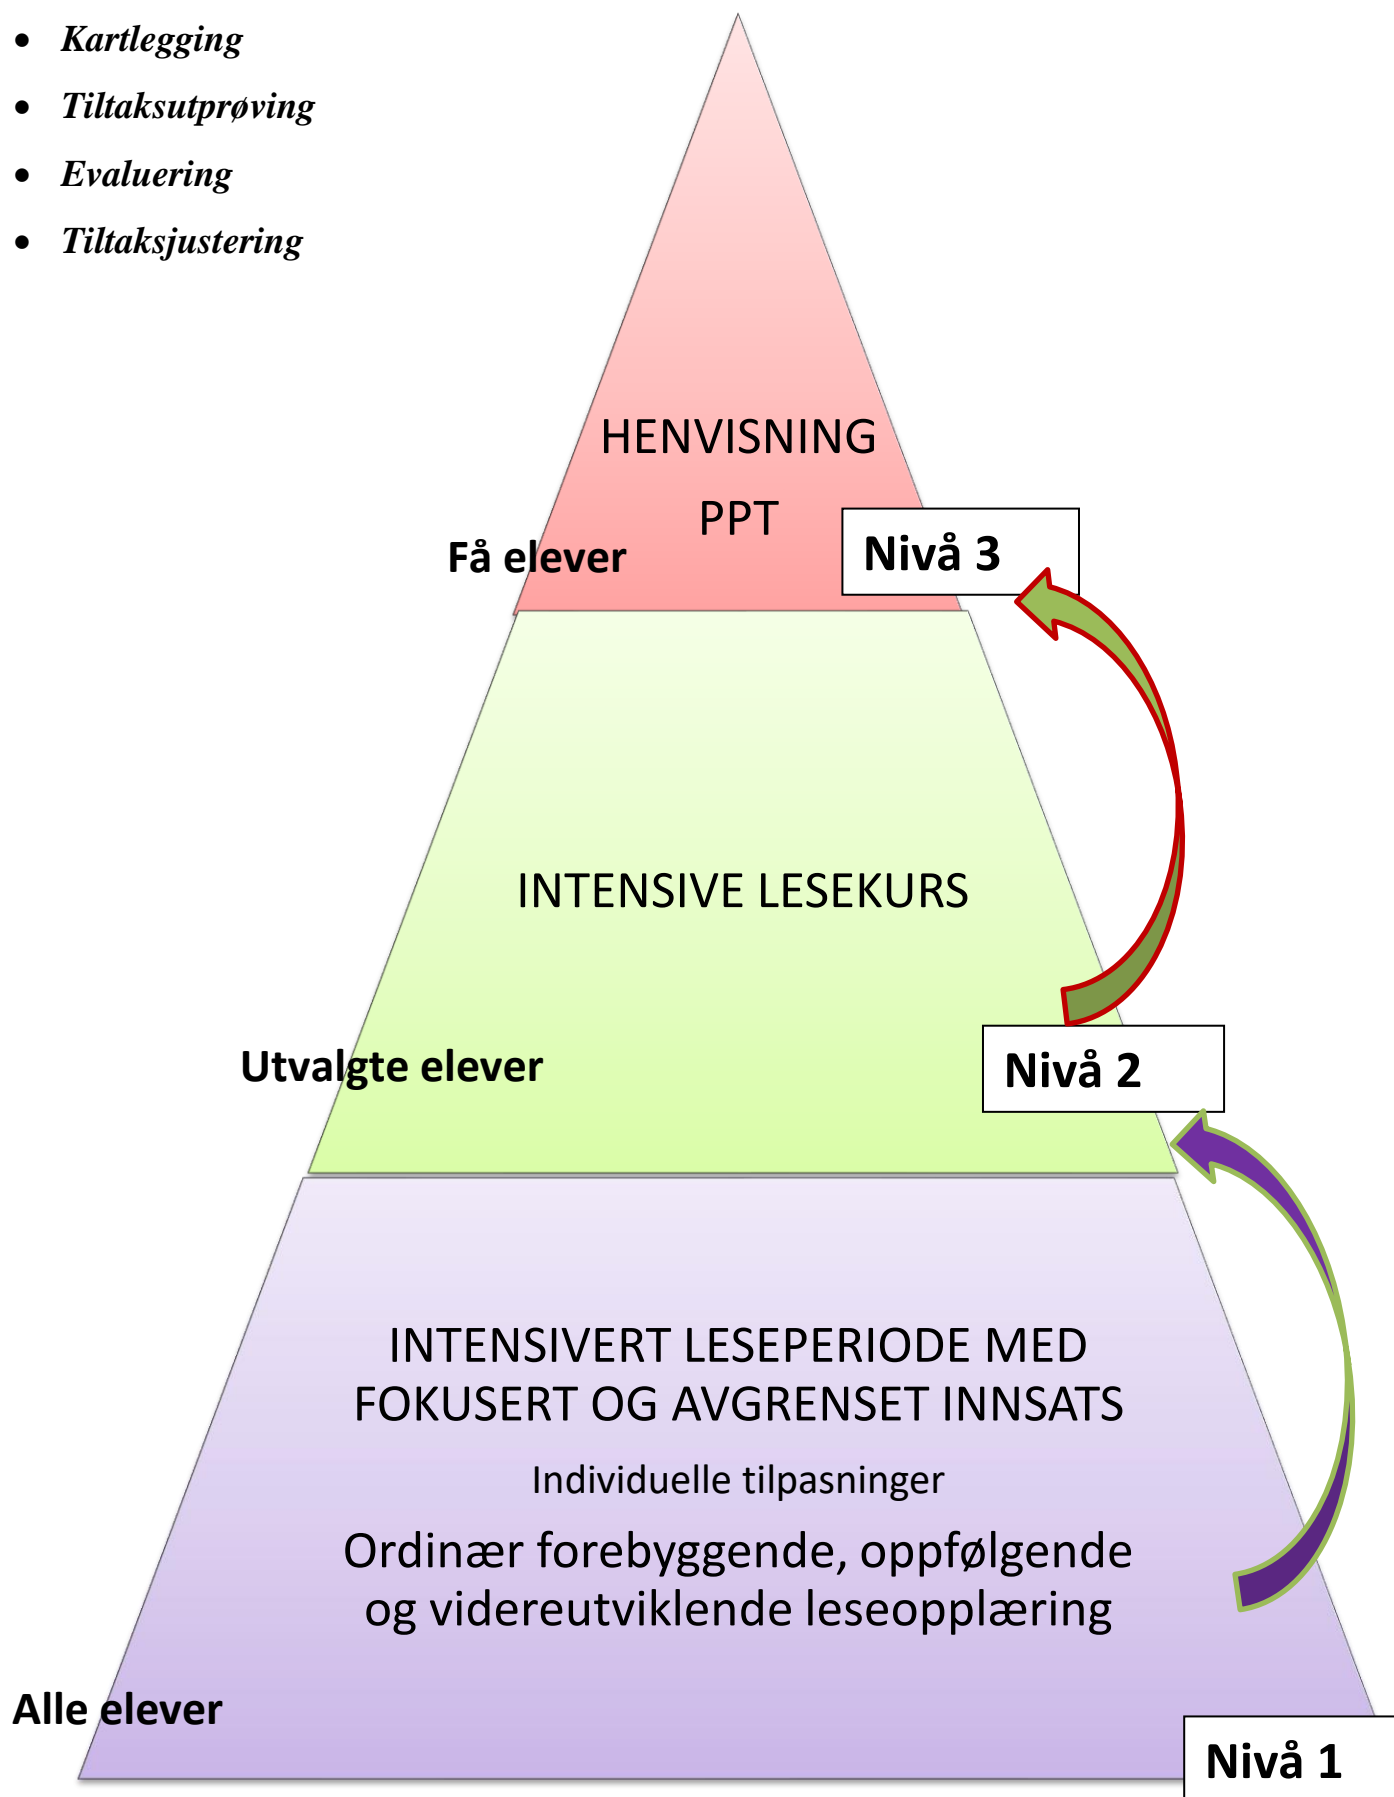 Kartlegging
Tiltaksutprøving
Evaluering
Tiltaksjustering
HENVISNING
PPT
Få elever
Nivå 3
INTENSIVE LESEKURS
Utvalgte elever
Nivå 2
INTENSIVERT LESEPERIODE MED
FOKUSERT OG AVGRENSET INNSATS
Individuelle tilpasninger
Ordinær forebyggende, oppfølgende
og videreutviklende leseopplæring
Alle elever
Nivå 1